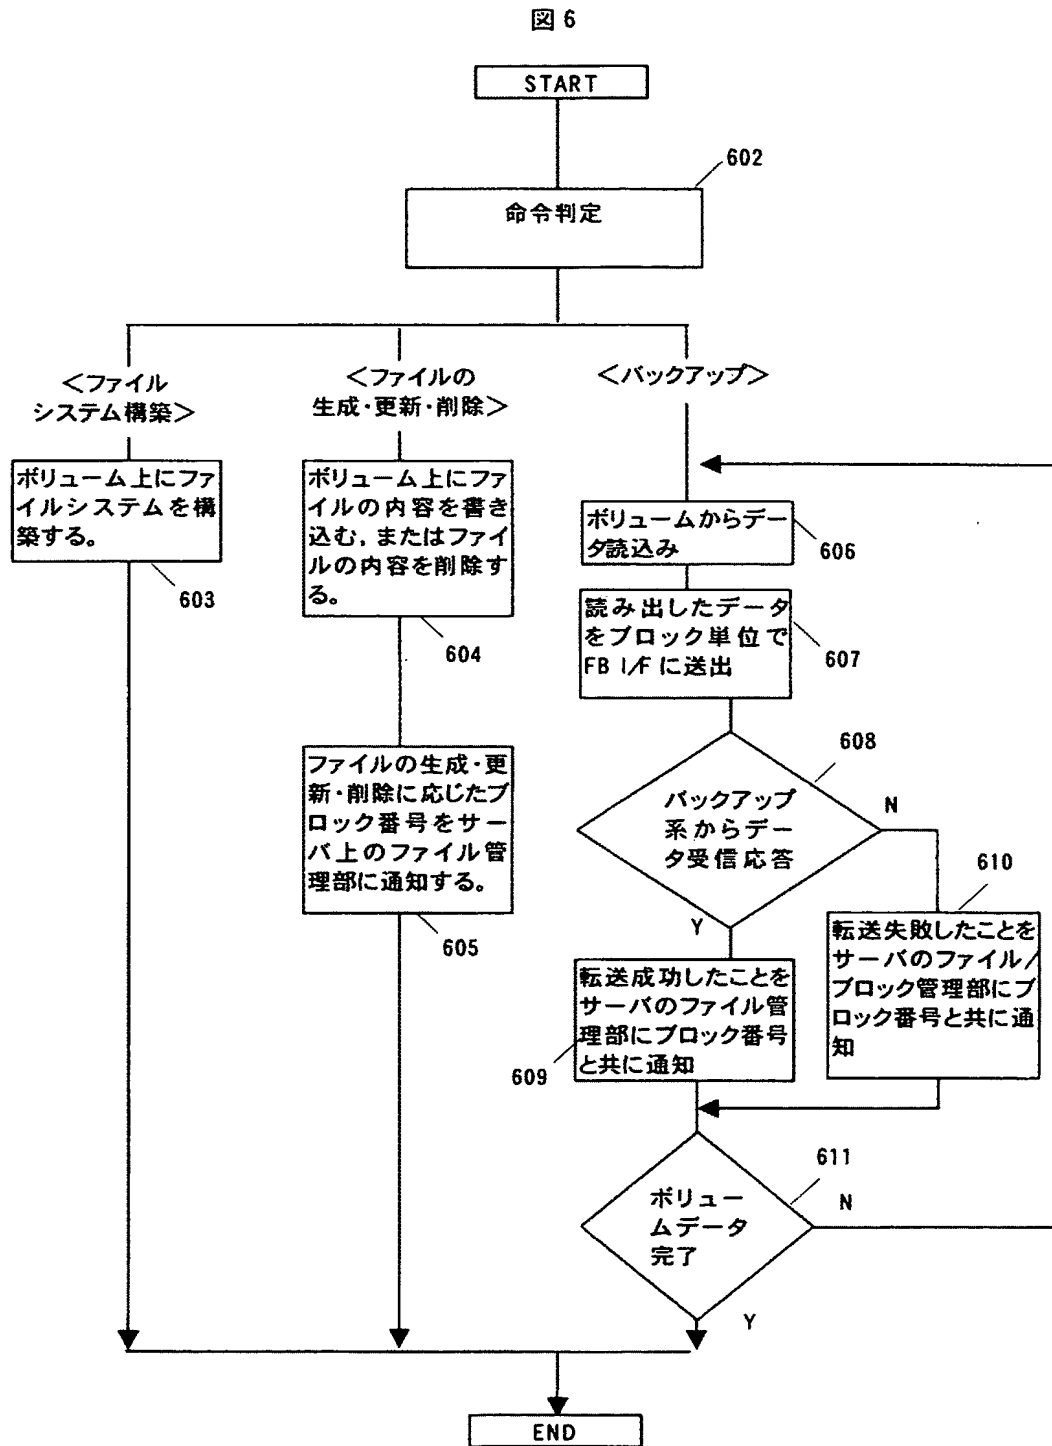 図 6
START
602
命令判定
＜ファイル
システム構築＞
＜ファイルの
生成・更新・削除＞
＜バックアップ＞
ボリューム上にファ
イルシステムを構
築する。
603
ボリューム上にファ
イルの内容を書き
込む, またはファイ
ルの内容を削除す
る。
604
ファイルの生成・更
新・削除に応じたブ
ロック番号をサー
バ上のファイル管
理部に通知する。
605
ボリュームからデー
タ読込み
606
読み出したデータ
をブロック単位で
FB I/F に送出
607
608
バックアップ
系からデー
タ受信応答
N
Y
610
転送失敗したことを
サーバのファイル/
ブロック管理部にブ
ロック番号と共に通
知
転送成功したことを
サーバのファイル管
理部にブロック番号
と共に通知
609
611
ボリュー
ムデータ
完了
N
Y
END